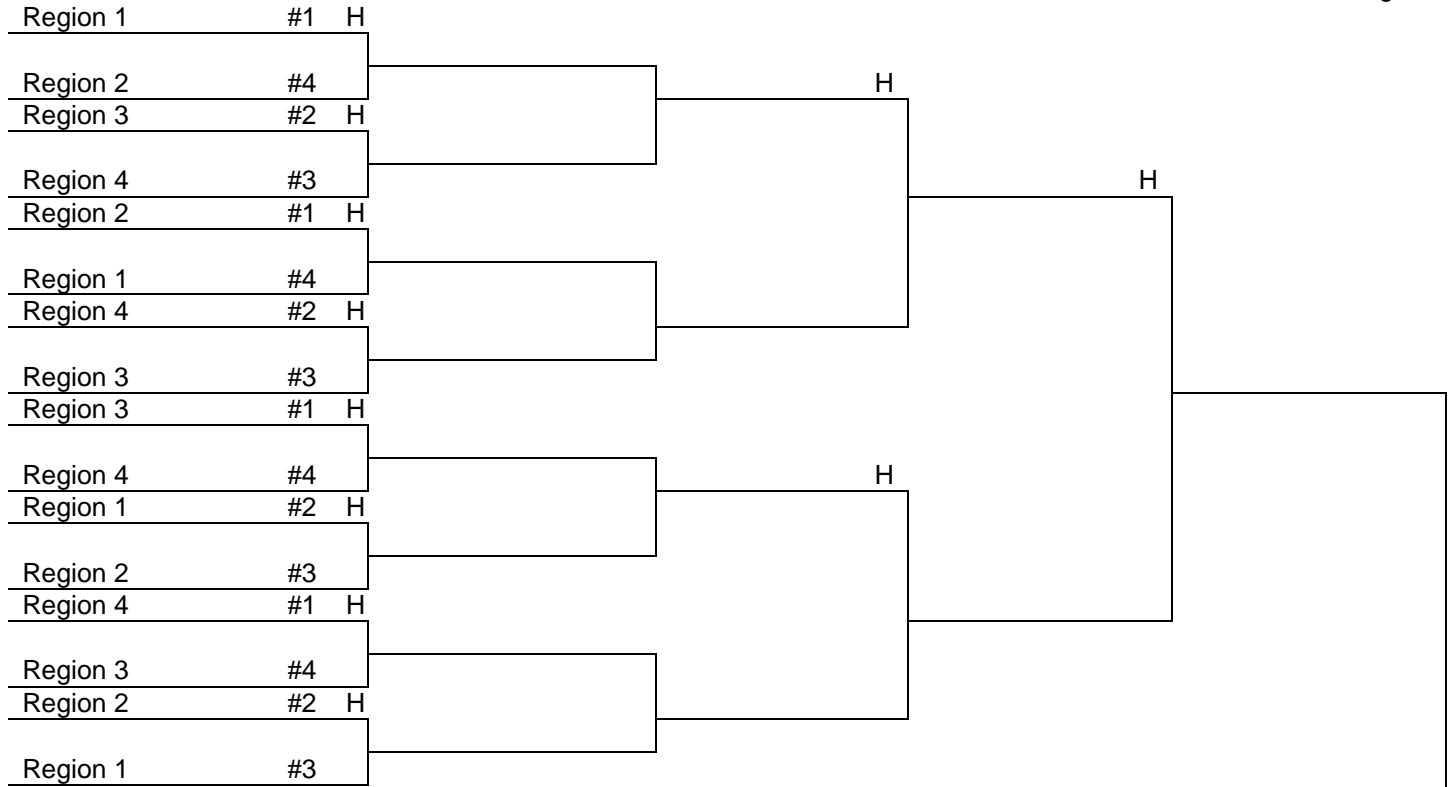 Region 1 #1 H
Region 2 #4 H
Region 3 #2 H
Region 4 #3 H
Region 2 #1 H
Region 1 #4
Region 4 #2 H
Region 3 #3
Region 3 #1 H
Region 4 #4 H
Region 1 #2 H
Region 2 #3
Region 4 #1 H
Region 3 #4
Region 2 #2 H
Region 1 #3